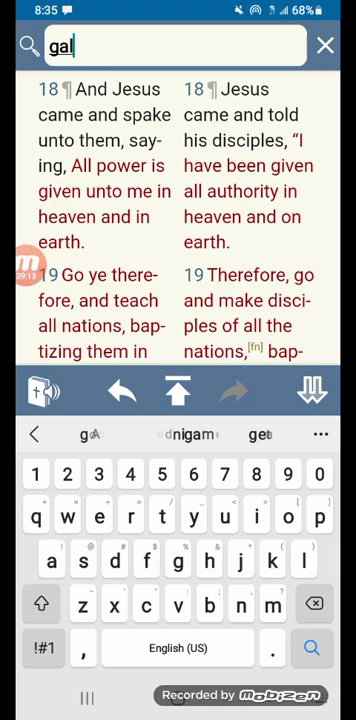 8:35 68%
gal
18 ¶ And Jesus
came and spake
unto them, say-
ing, All power is
given unto me in
heaven and in
earth.
19 Go ye there-
fore, and teach
all nations, bap-
tizing them in
18 ¶ Jesus
came and told
his disciples, “I
have been given
all authority in
heaven and on
earth.
19 Therefore, go
and make disci-
ples of all the
nations,[fn] bap-
39:13
1 2 3 4 5 6 7 8 9 0
q w e r t y u i o p
a s d f g h j k l
z x c v b n m
!#1 , English (US) .
Recorded by mobizen